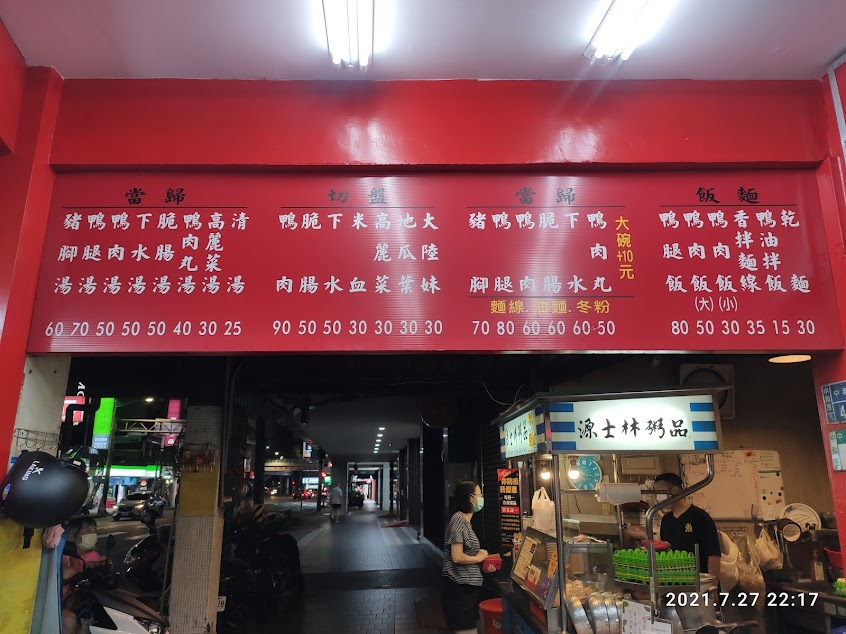 當歸
豬腳湯 60
鴨腿湯 70
鴨肉湯 50
下水湯 50
脆腸湯 50
鴨肉丸湯 40
高麗菜湯 30
清湯 25
切盤
鴨肉 90
脆腸 50
下水 50
米血 30
高麗菜 30
地瓜葉 30
大陸妹 30
當歸
豬腳 70
鴨腿 80
鴨肉 60
脆腸 60
下水 60
鴨肉丸 50
大碗+10元
麵線.油麵.冬粉
飯麵
鴨腿飯 80
鴨肉飯(大) 50
鴨肉飯(小) 30
香拌麵線 35
鴨油拌飯 15
乾麵 30
源士林粥品
2021.7.27 22:17